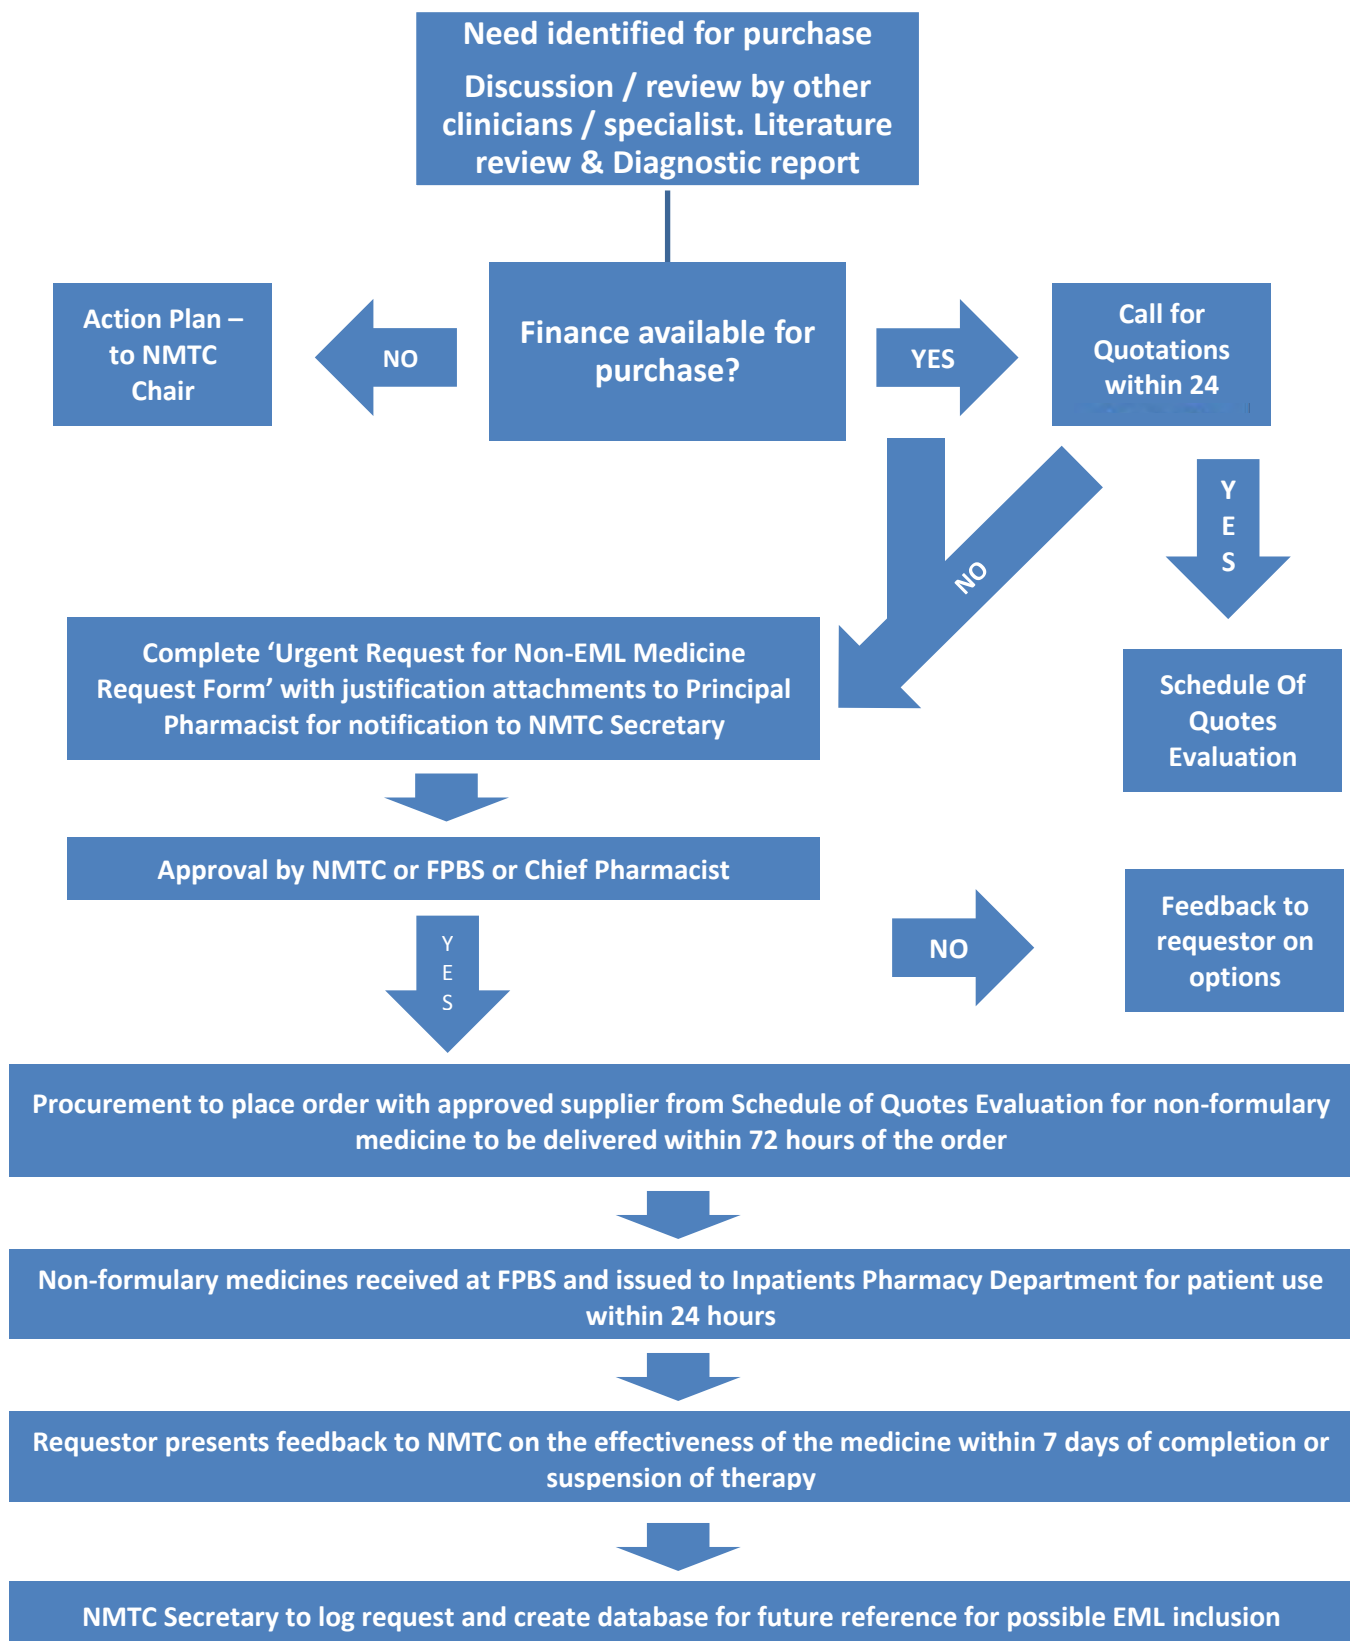 Need identified for purchase
Discussion / review by other
clinicians / specialist. Literature
review & Diagnostic report
Action Plan –
to NMTC
Chair
NO
Finance available for
purchase?
YES
Call for
Quotations
within 24
NO
Y
E
S
Complete ‘Urgent Request for Non-EML Medicine
Request Form’ with justification attachments to Principal
Pharmacist for notification to NMTC Secretary
Schedule Of
Quotes
Evaluation
Approval by NMTC or FPBS or Chief Pharmacist
Y
E
S
NO
Feedback to
requestor on
options
Procurement to place order with approved supplier from Schedule of Quotes Evaluation for non-formulary
medicine to be delivered within 72 hours of the order
Non-formulary medicines received at FPBS and issued to Inpatients Pharmacy Department for patient use
within 24 hours
Requestor presents feedback to NMTC on the effectiveness of the medicine within 7 days of completion or
suspension of therapy
NMTC Secretary to log request and create database for future reference for possible EML inclusion